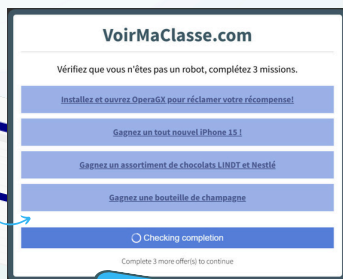 VoirMaClasse.com
Vérifiez que vous n'êtes pas un robot, complétez 3 missions.
Installez et ouvrez OperaGX pour réclamer votre récompense!
Gagnez un tout nouvel iPhone 15 !
Gagnez un assortiment de chocolats LINDT et Nestlé
Gagnez une bouteille de champagne
Checking completion
Complete 3 more offer(s) to continue